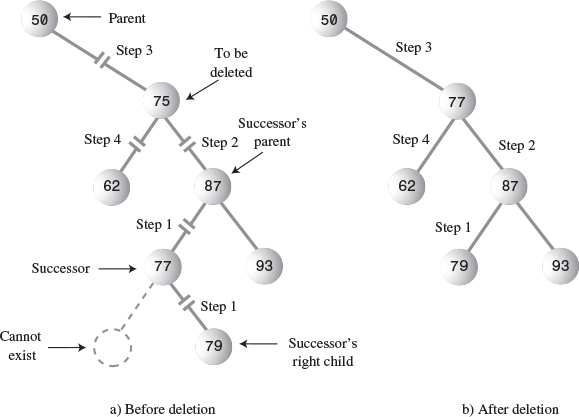 50
Parent
Step 3
To be
deleted
75
Step 4
Step 2
Successor's
parent
62
87
Step 1
Successor
77
93
Step 1
Cannot
exist
79
Successor's
right child
a) Before deletion
50
Step 3
77
Step 4
Step 2
62
87
Step 1
79
93
b) After deletion